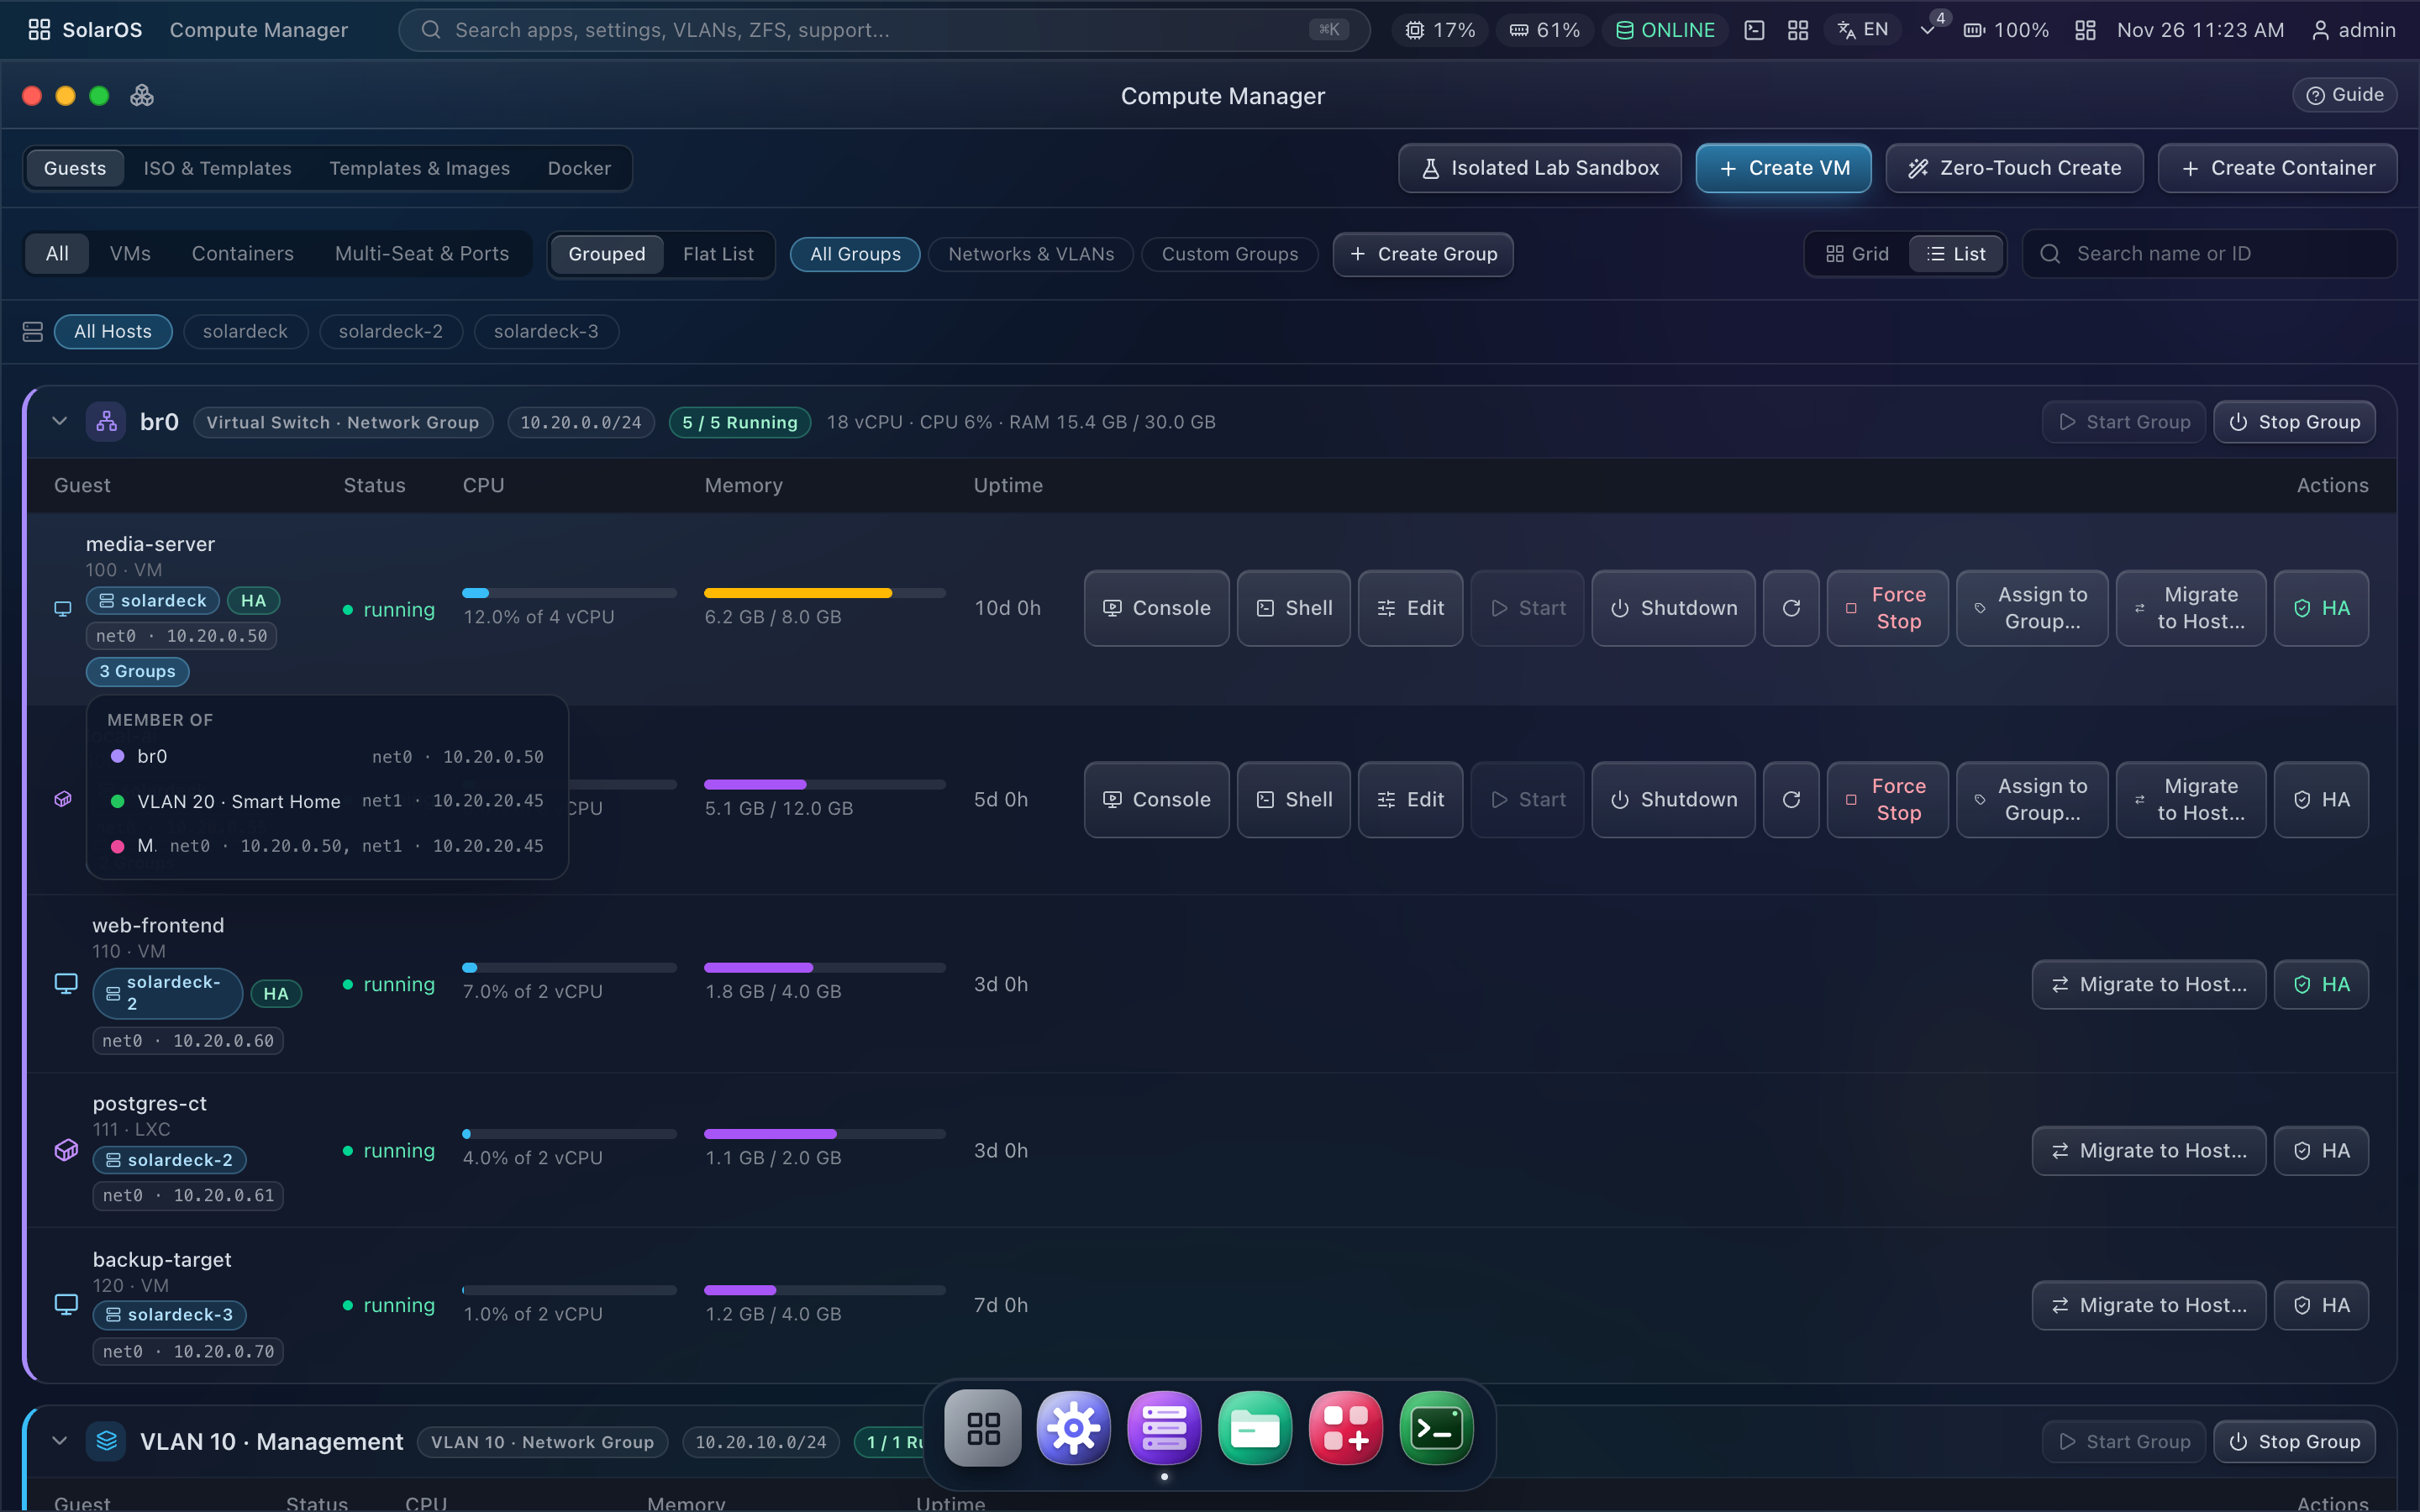 SolarOS Compute Manager Search apps, settings, VLANs, ZFS, support... ⌘K 17% 61% ONLINE EN 4 100% Nov 26 11:23 AM admin
Compute Manager Guide
Guests ISO & Templates Templates & Images Docker Isolated Lab Sandbox + Create VM Zero-Touch Create + Create Container
All VMs Containers Multi-Seat & Ports Grouped Flat List All Groups Networks & VLANs Custom Groups + Create Group Grid List Search name or ID
All Hosts solardeck solardeck-2 solardeck-3
br0 Virtual Switch · Network Group 10.20.0.0/24 5 / 5 Running 18 vCPU · CPU 6% · RAM 15.4 GB / 30.0 GB Start Group Stop Group
Guest Status CPU Memory Uptime Actions
media-server
100 · VM
solardeck HA
net0 · 10.20.0.50
3 Groups
running
12.0% of 4 vCPU
6.2 GB / 8.0 GB
10d 0h
Console Shell Edit Start Shutdown Force Stop Assign to Group... Migrate to Host... HA
MEMBER OF
br0 net0 · 10.20.0.50
VLAN 20 · Smart Home net1 · 10.20.20.45
M. net0 · 10.20.0.50, net1 · 10.20.20.45
CPU
5.1 GB / 12.0 GB
5d 0h
Console Shell Edit Start Shutdown Force Stop Assign to Group... Migrate to Host... HA
web-frontend
110 · VM
solardeck-2 HA
net0 · 10.20.0.60
running
7.0% of 2 vCPU
1.8 GB / 4.0 GB
3d 0h
Migrate to Host... HA
postgres-ct
111 · LXC
solardeck-2
net0 · 10.20.0.61
running
4.0% of 2 vCPU
1.1 GB / 2.0 GB
3d 0h
Migrate to Host... HA
backup-target
120 · VM
solardeck-3
net0 · 10.20.0.70
running
1.0% of 2 vCPU
1.2 GB / 4.0 GB
7d 0h
Migrate to Host... HA
VLAN 10 · Management VLAN 10 · Network Group 10.20.10.0/24 1 / 1 Ru Start Group Stop Group
Guest Status CPU Memory Uptime Actions